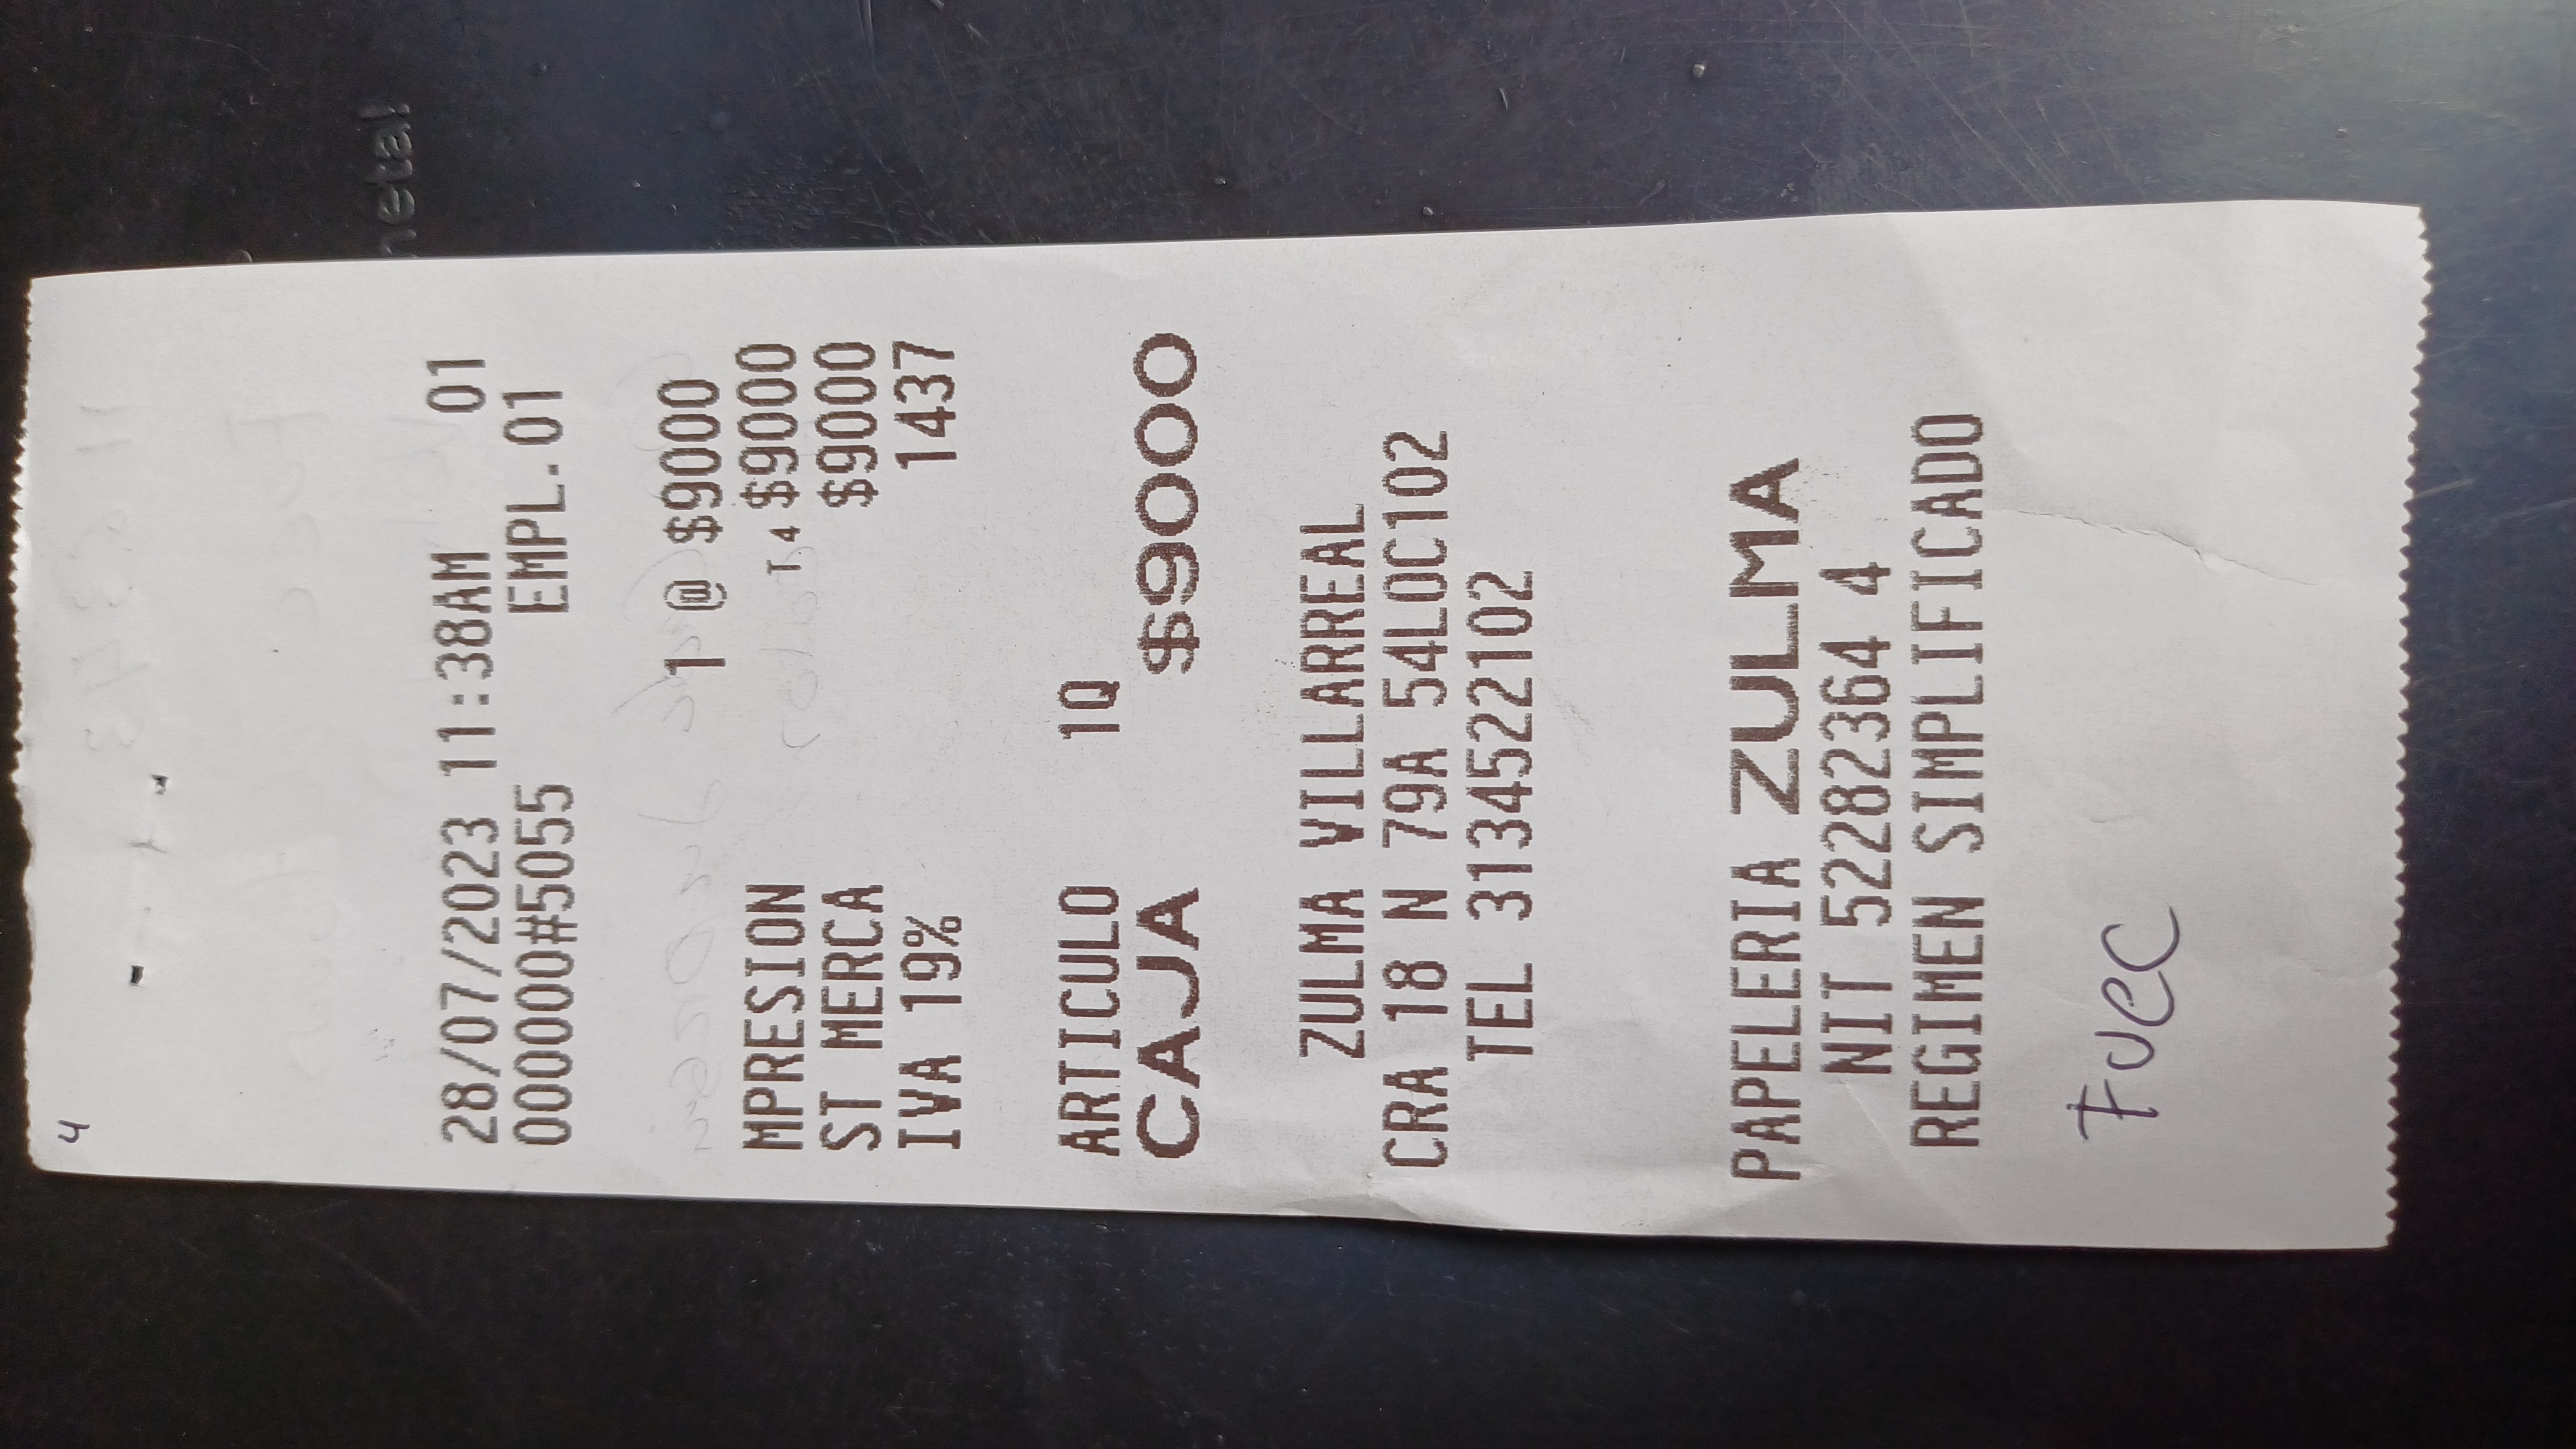 4
28/07/2023 11:38AM 01
000000#5055 EMPL.01
1 @ $9000
MPRESION T.4 $9000
ST MERCA $9000
IVA 19% 1437
ARTICULO 1Q
CAJA $9000
ZULMA VILLARREAL
CRA 18 N 79A 54LOC102
TEL 3134522102
PAPELERIA ZULMA
NIT 52282364 4
REGIMEN SIMPLIFICADO
FUEC